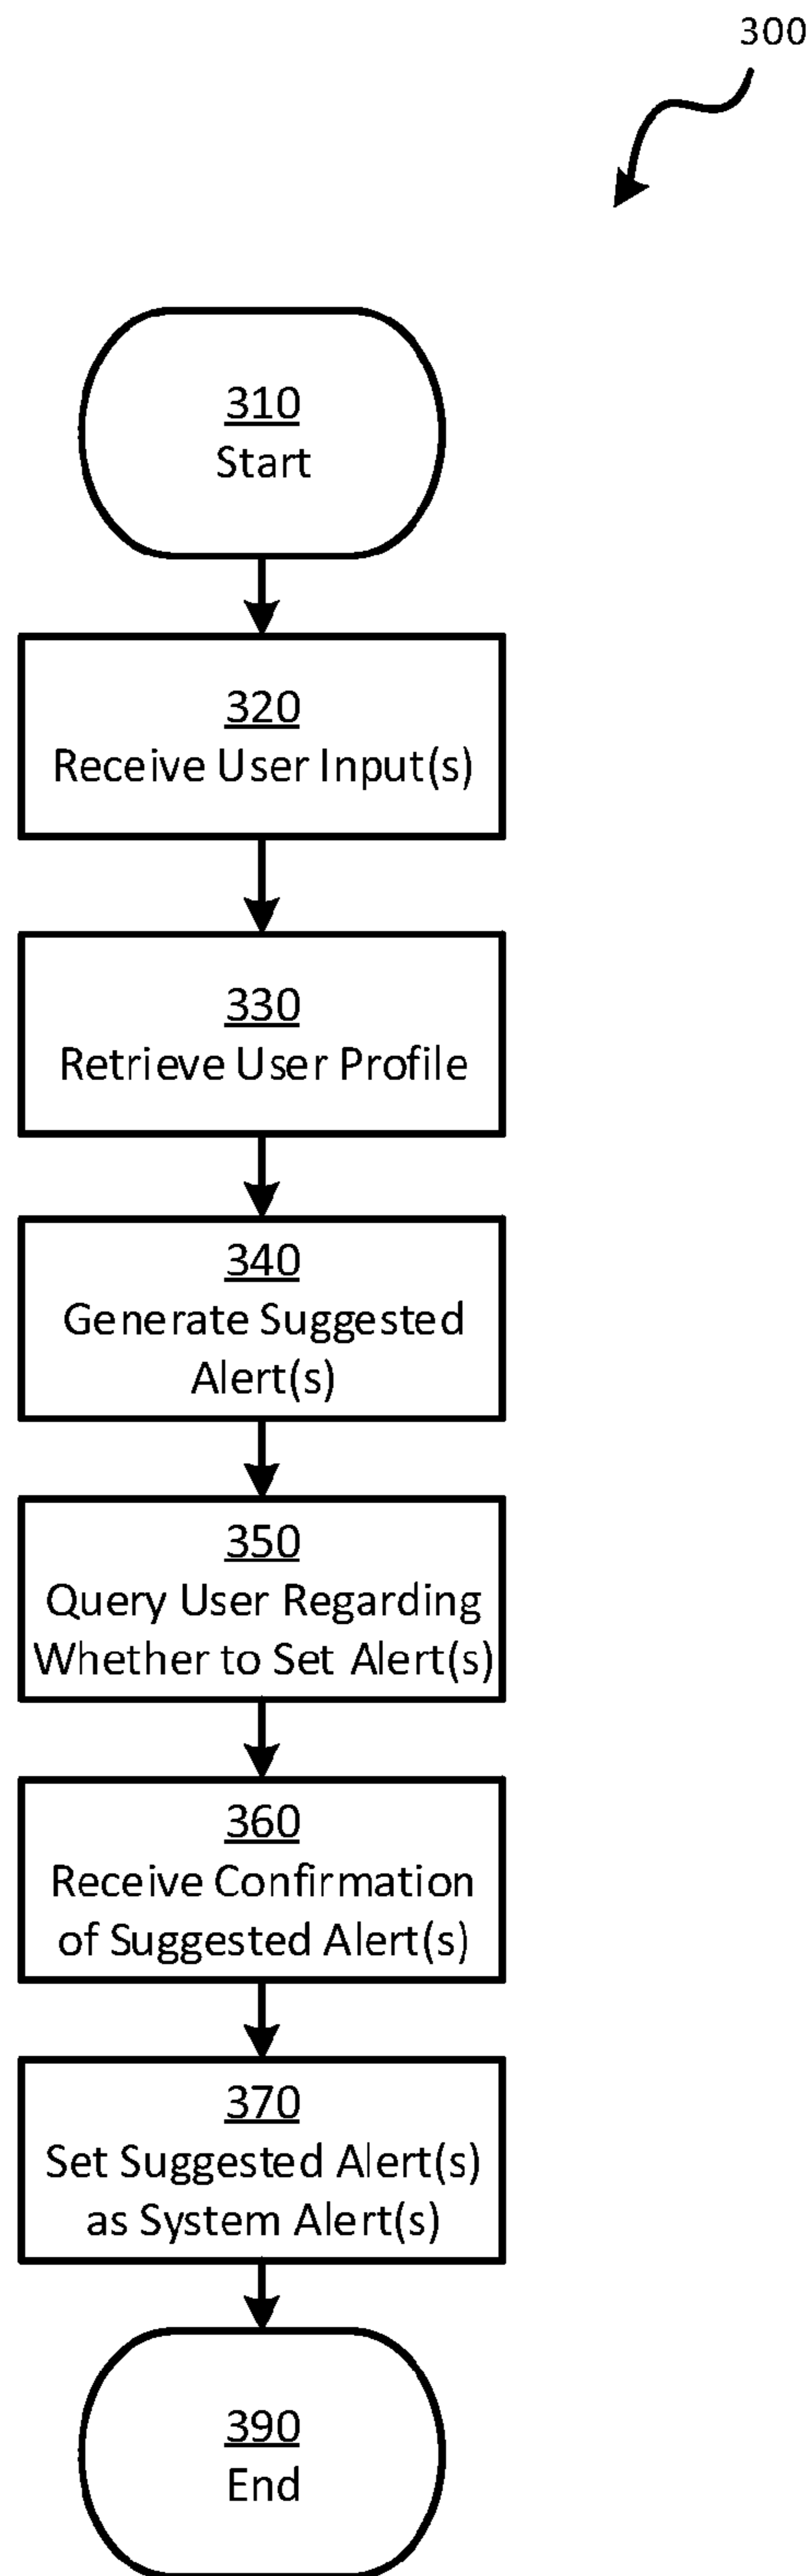 300
310
Start
320
Receive User Input(s)
330
Retrieve User Profile
340
Generate Suggested
Alert(s)
350
Query User Regarding
Whether to Set Alert(s)
360
Receive Confirmation
of Suggested Alert(s)
370
Set Suggested Alert(s)
as System Alert(s)
390
End